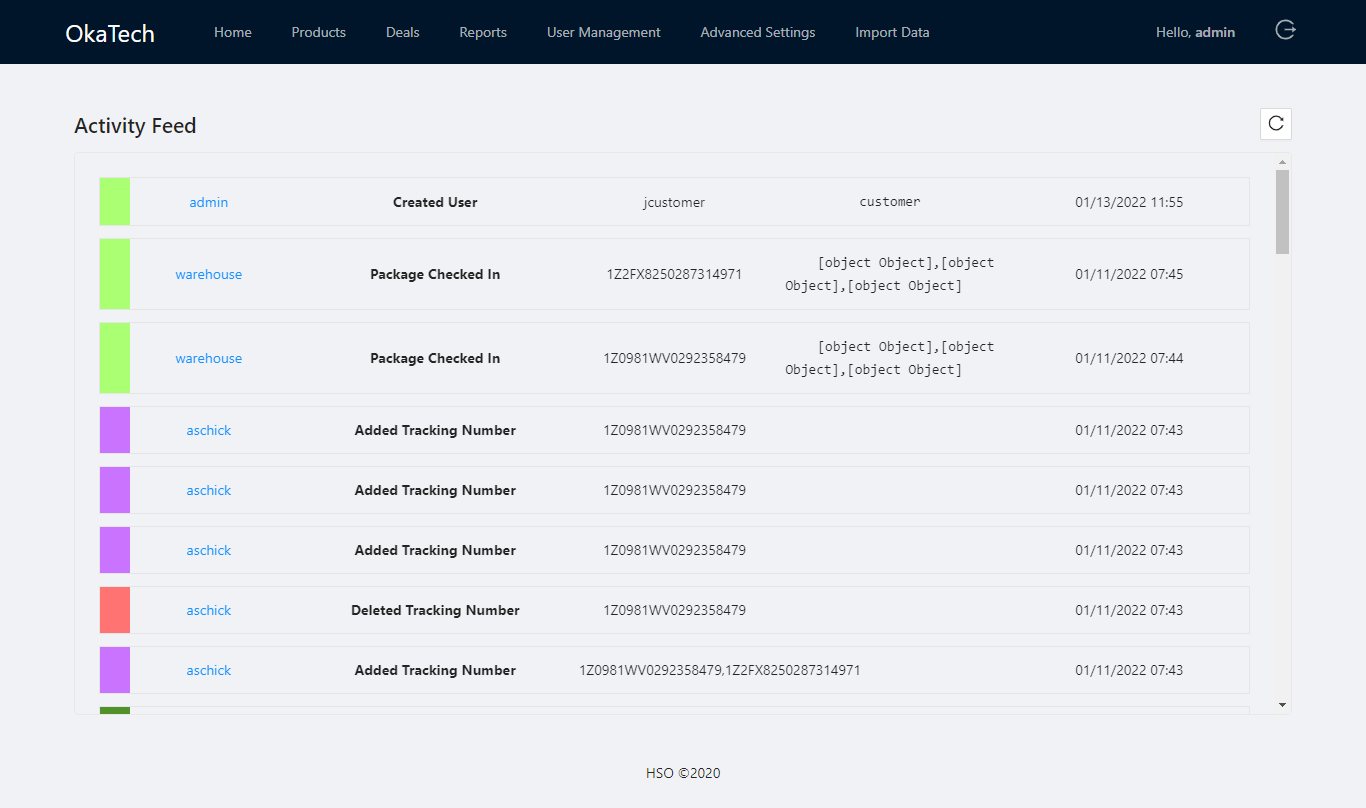 OkaTech Home Products Deals Reports User Management Advanced Settings Import Data Hello, admin
Activity Feed
admin Created User jcustomer customer 01/13/2022 11:55
warehouse Package Checked In 1Z2FX8250287314971 [object Object],[object
Object],[object Object] 01/11/2022 07:45
warehouse Package Checked In 1Z0981WV0292358479 [object Object],[object
Object],[object Object] 01/11/2022 07:44
aschick Added Tracking Number 1Z0981WV0292358479 01/11/2022 07:43
aschick Added Tracking Number 1Z0981WV0292358479 01/11/2022 07:43
aschick Added Tracking Number 1Z0981WV0292358479 01/11/2022 07:43
aschick Deleted Tracking Number 1Z0981WV0292358479 01/11/2022 07:43
aschick Added Tracking Number 1Z0981WV0292358479,1Z2FX8250287314971 01/11/2022 07:43
HSO ©2020